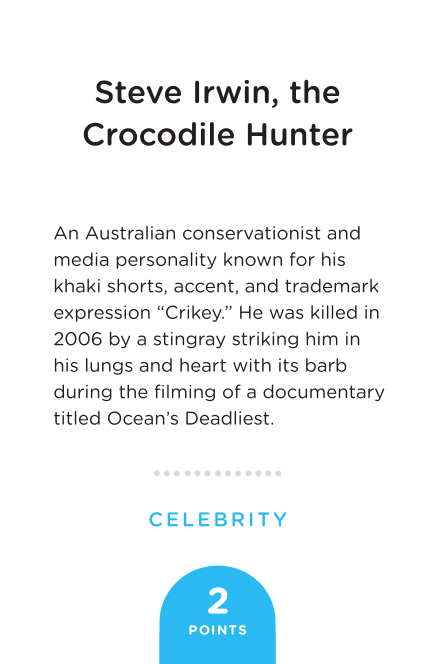 Steve Irwin, the
Crocodile Hunter
An Australian conservationist and
media personality known for his
khaki shorts, accent, and trademark
expression “Crikey.” He was killed in
2006 by a stingray striking him in
his lungs and heart with its barb
during the filming of a documentary
titled Ocean’s Deadliest.
CELEBRITY
2
POINTS